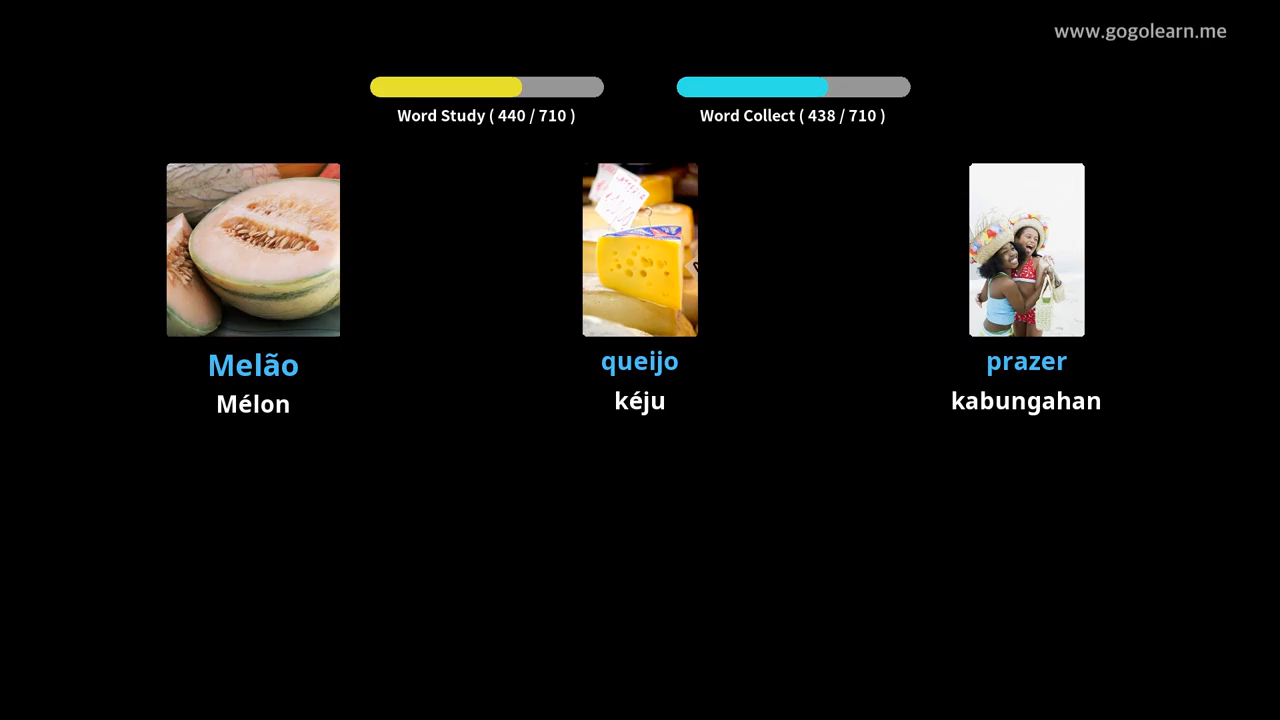 www.gogolearn.me
Word Study ( 440 / 710 )
Word Collect ( 438 / 710 )
Melão
Mélon
queijo
kéju
prazer
kabungahan